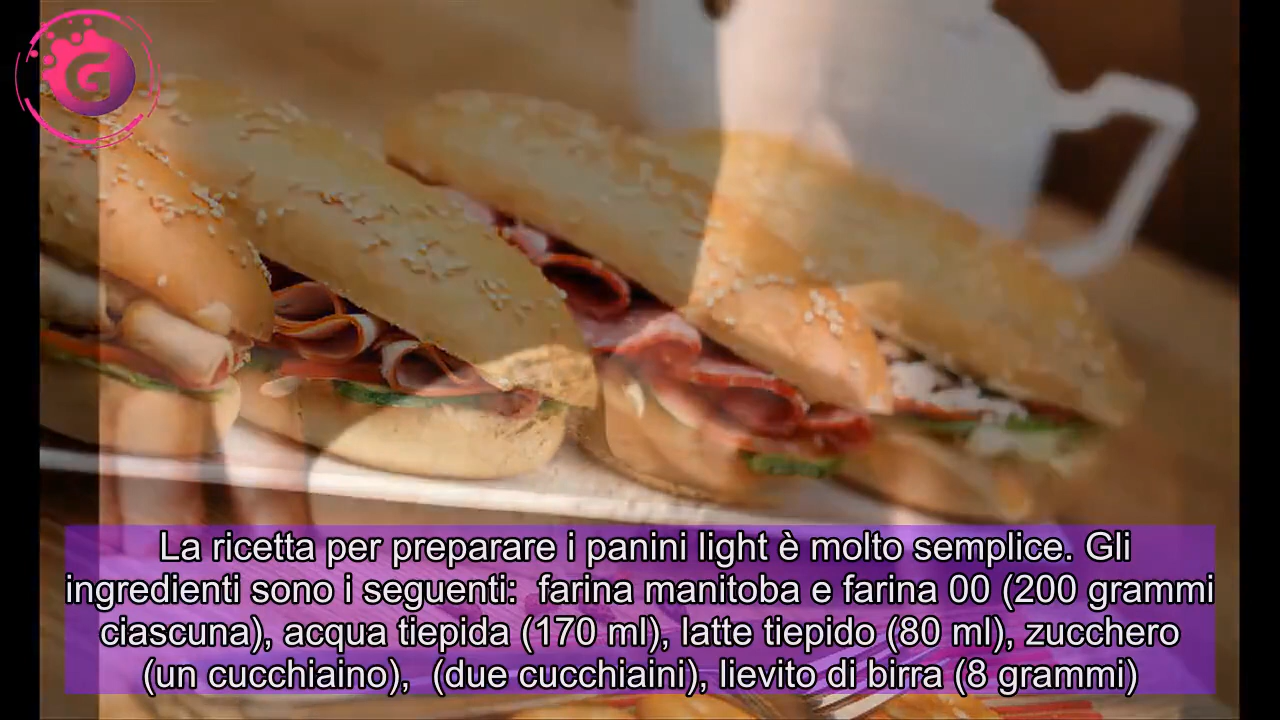 G
La ricetta per preparare i panini light è molto semplice. Gli
ingredienti sono i seguenti:  farina manitoba e farina 00 (200 grammi
ciascuna), acqua tiepida (170 ml), latte tiepido (80 ml), zucchero
(un cucchiaino),  (due cucchiaini), lievito di birra (8 grammi)